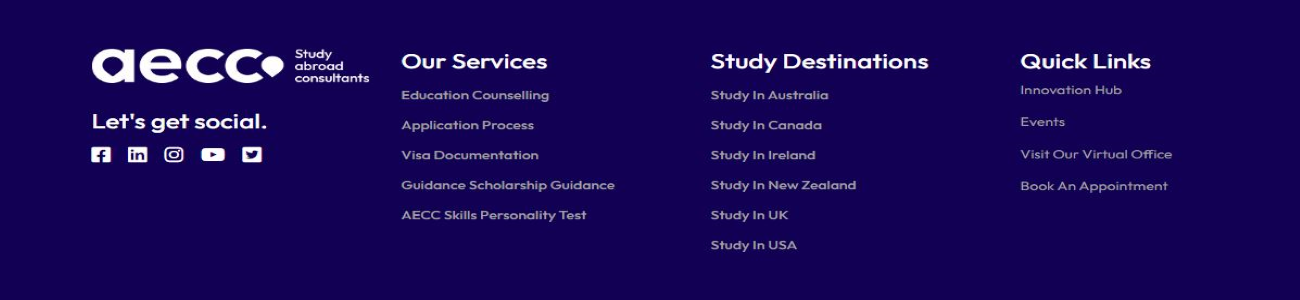 aecc
Study
abroad
consultants
Let's get social.
Our Services
Education Counselling
Application Process
Visa Documentation
Guidance Scholarship Guidance
AECC Skills Personality Test
Study Destinations
Study In Australia
Study In Canada
Study In Ireland
Study In New Zealand
Study In UK
Study In USA
Quick Links
Innovation Hub
Events
Visit Our Virtual Office
Book An Appointment